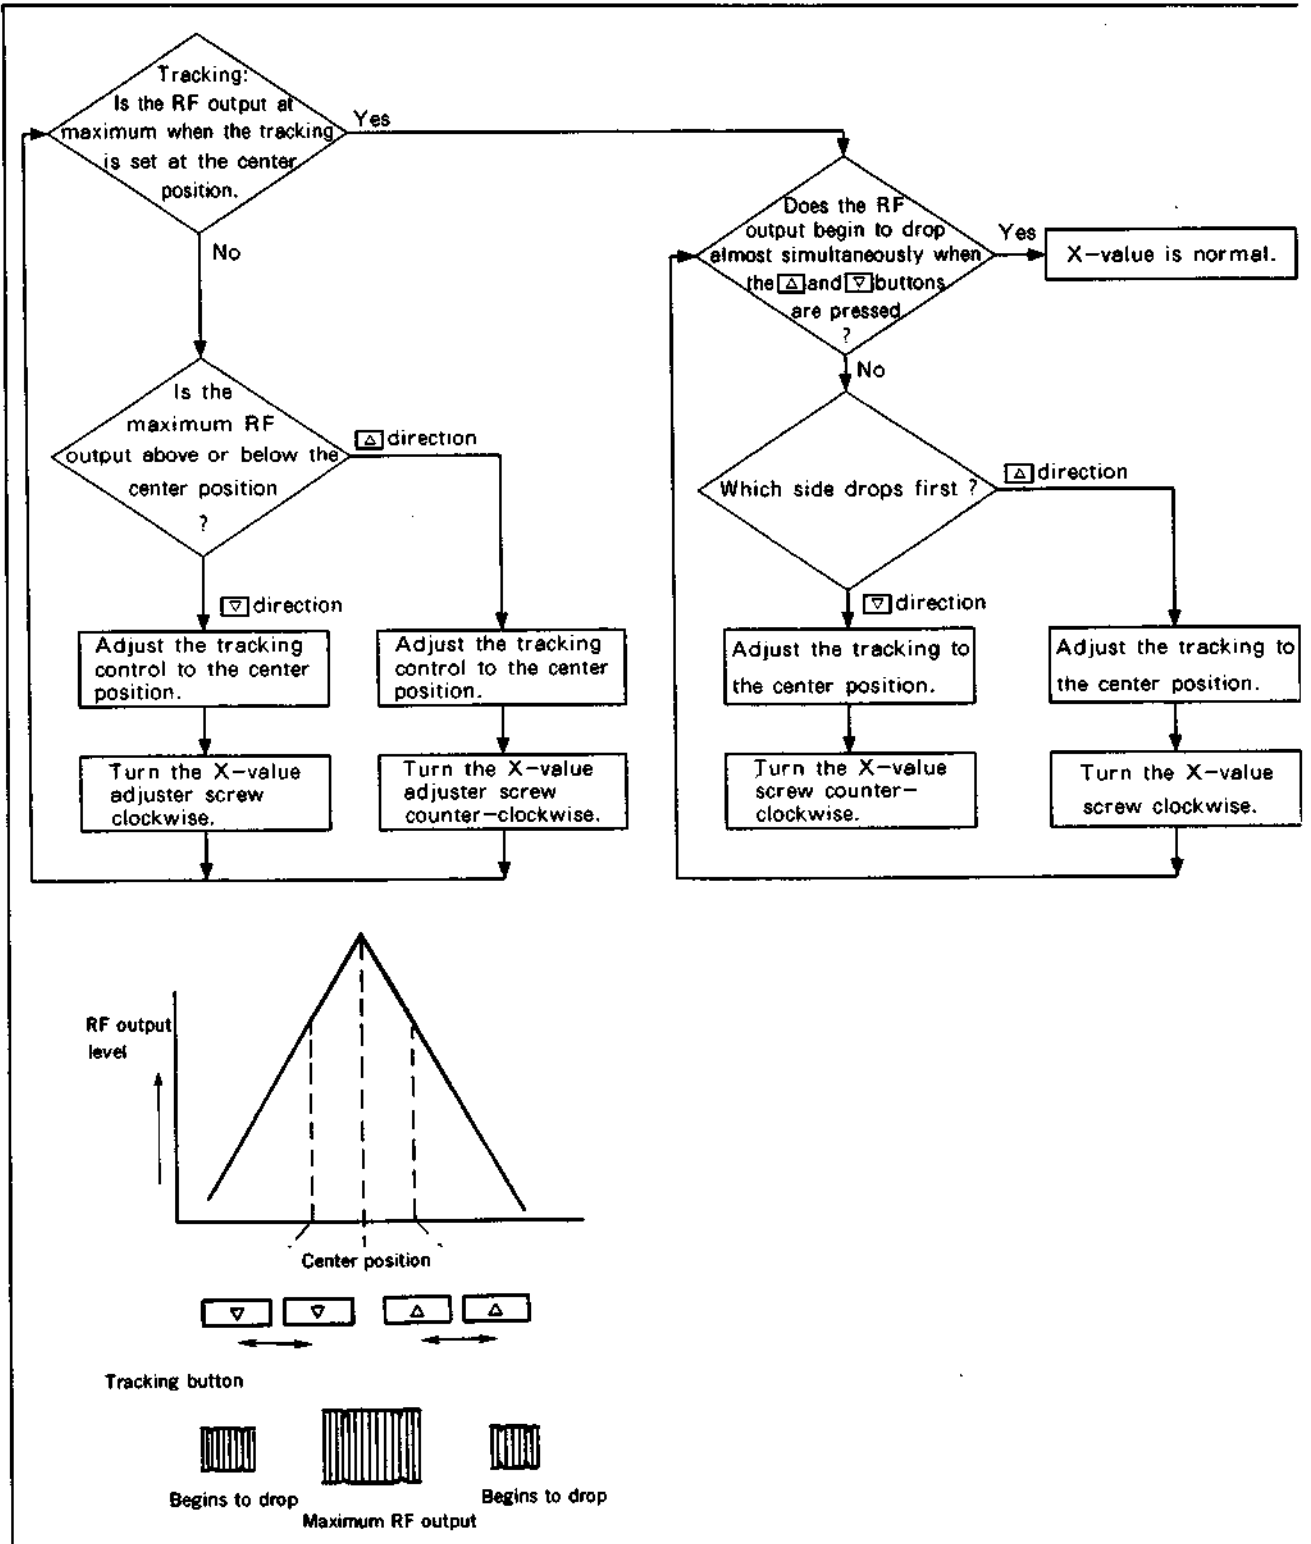 Tracking:
Is the RF output at
maximum when the tracking
is set at the center
position.
Yes
No
Is the
maximum RF
output above or below the
center position
?
△ direction
▽ direction
Adjust the tracking
control to the center
position.
Turn the X-value
adjuster screw
clockwise.
Adjust the tracking
control to the center
position.
Turn the X-value
adjuster screw
counter-clockwise.
Does the RF
output begin to drop
almost simultaneously when
the △ and ▽ buttons
are pressed
?
Yes
X-value is normal.
No
Which side drops first ?
△ direction
▽ direction
Adjust the tracking to
the center position.
Turn the X-value
screw counter-
clockwise.
Adjust the tracking to
the center position.
Turn the X-value
screw clockwise.
RF output
level
Center position
▽ ▽ △ △
Tracking button
Begins to drop
Maximum RF output
Begins to drop